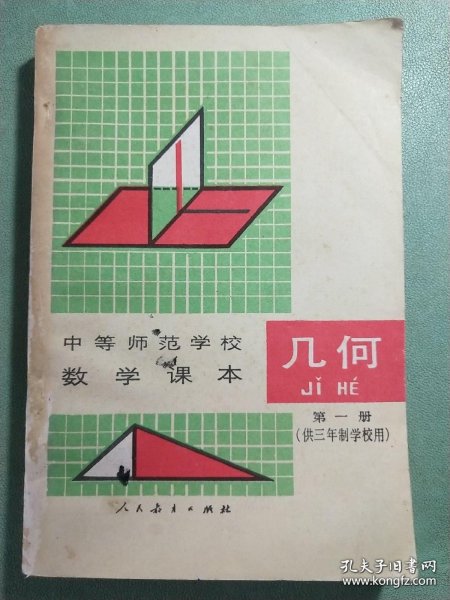 中等师范学校
数学课本
几何
JǏ HÉ
第一册
(供三年制学校用)
人民教育出版社
孔夫子旧书网
www.kongfz.com